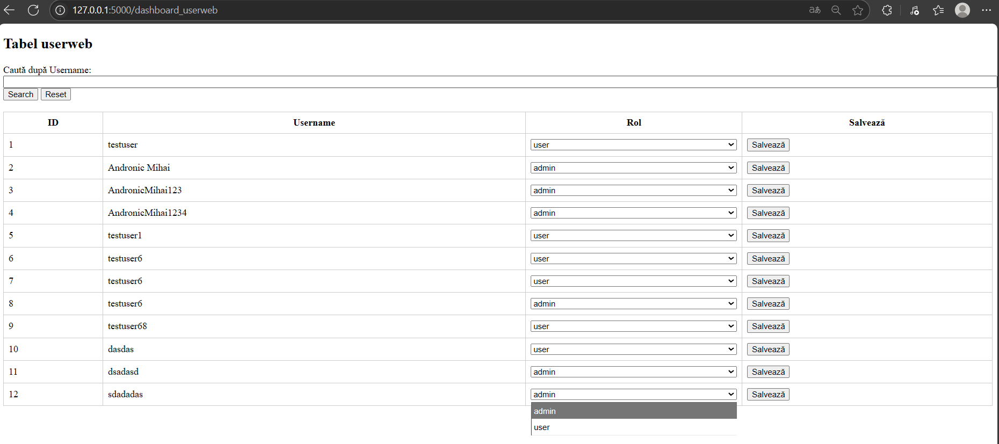 127.0.0.1:5000/dashboard_userweb
Tabel userweb
Caută după Username:
Search Reset
ID Username Rol Salvează
1 testuser user Salvează
2 Andronic Mihai admin Salvează
3 AndronicMihai123 admin Salvează
4 AndronicMihai1234 admin Salvează
5 testuser1 user Salvează
6 testuser6 user Salvează
7 testuser6 user Salvează
8 testuser6 admin Salvează
9 testuser68 user Salvează
10 dasdas user Salvează
11 dsadasd admin Salvează
12 sdadadas admin Salvează
admin
user